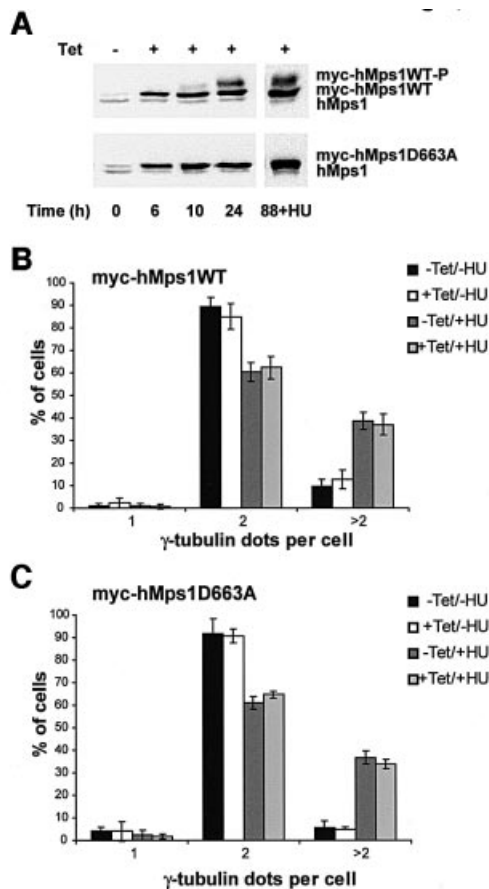 A
Tet - + + + +
myc-hMps1WT-P
myc-hMps1WT
hMps1
myc-hMps1D663A
hMps1
Time (h) 0 6 10 24 88+HU
B
myc-hMps1WT
-Tet/-HU
+Tet/-HU
-Tet/+HU
+Tet/+HU
% of cells
100
90
80
70
60
50
40
30
20
10
0
1 2 >2
γ-tubulin dots per cell
C
myc-hMps1D663A
-Tet/-HU
+Tet/-HU
-Tet/+HU
+Tet/+HU
% of cells
100
90
80
70
60
50
40
30
20
10
0
1 2 >2
γ-tubulin dots per cell